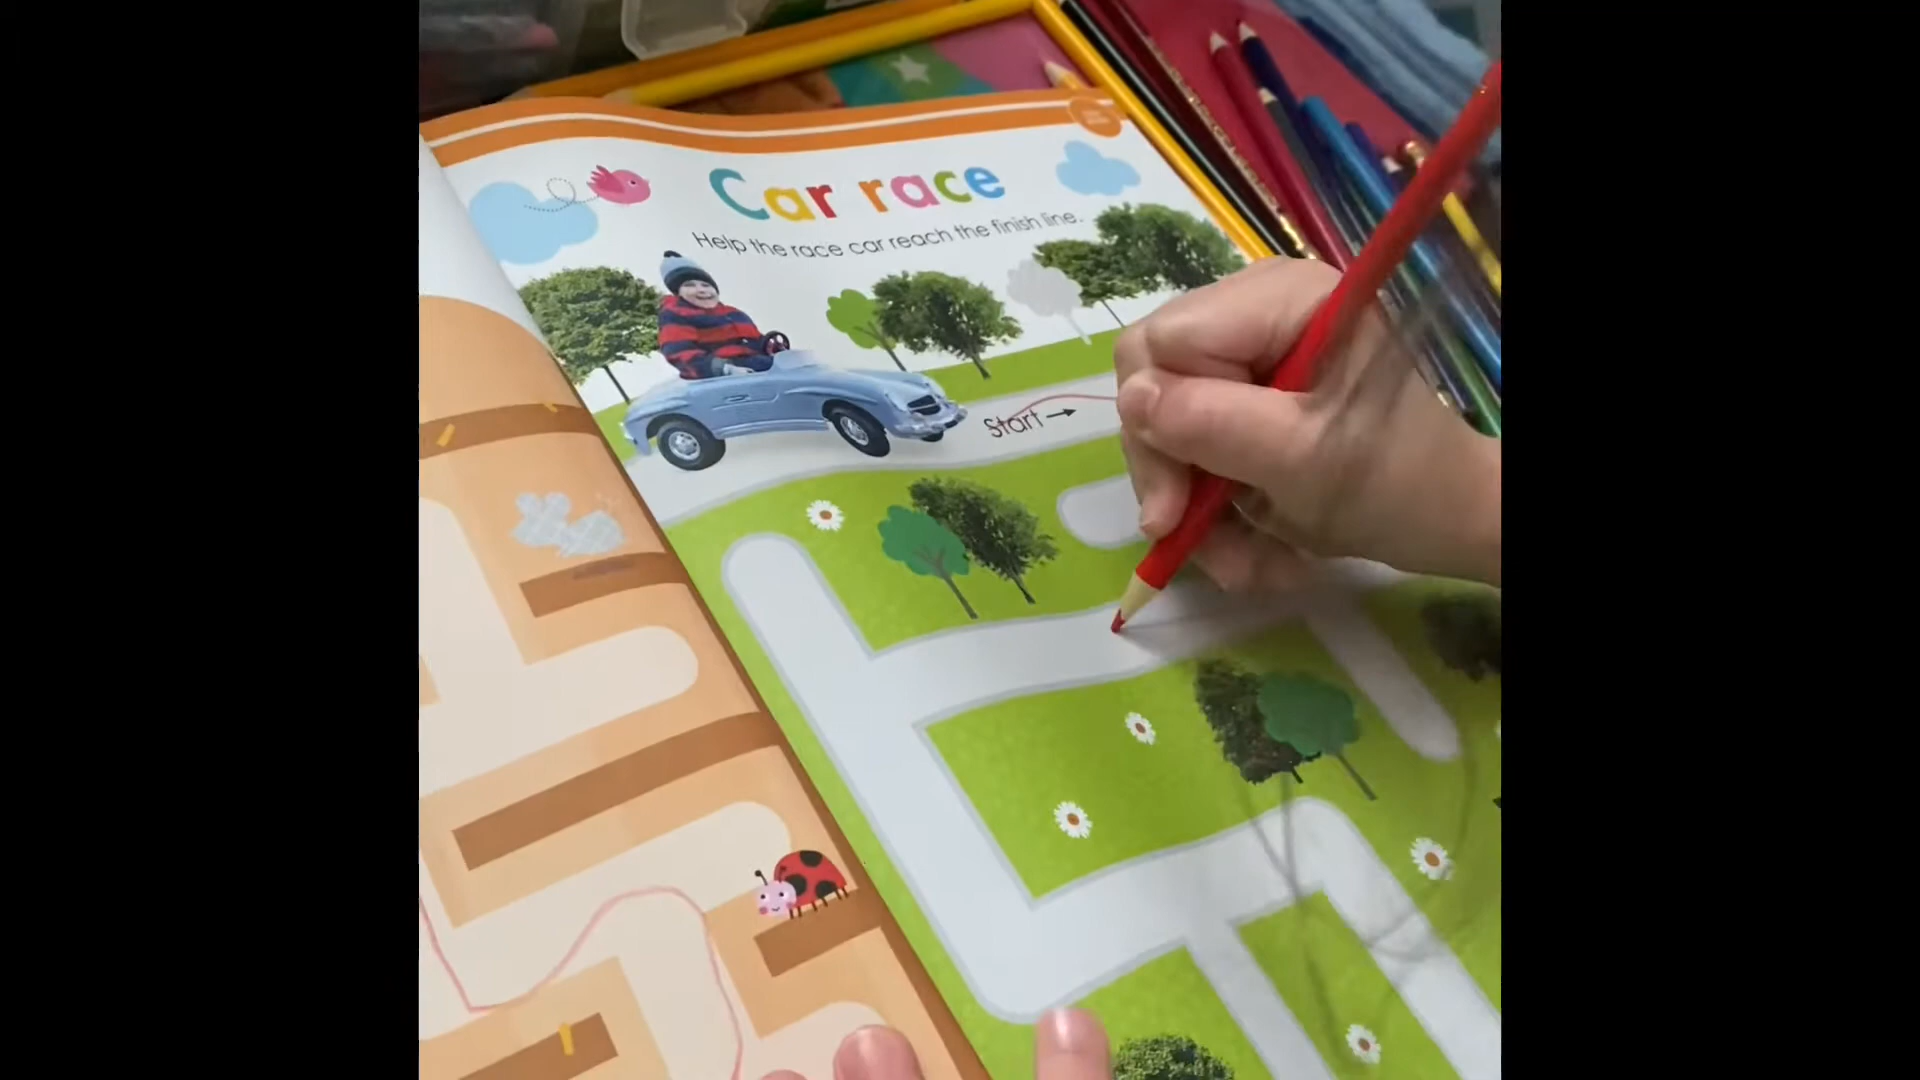 Car race
Help the race car reach the finish line.
Start